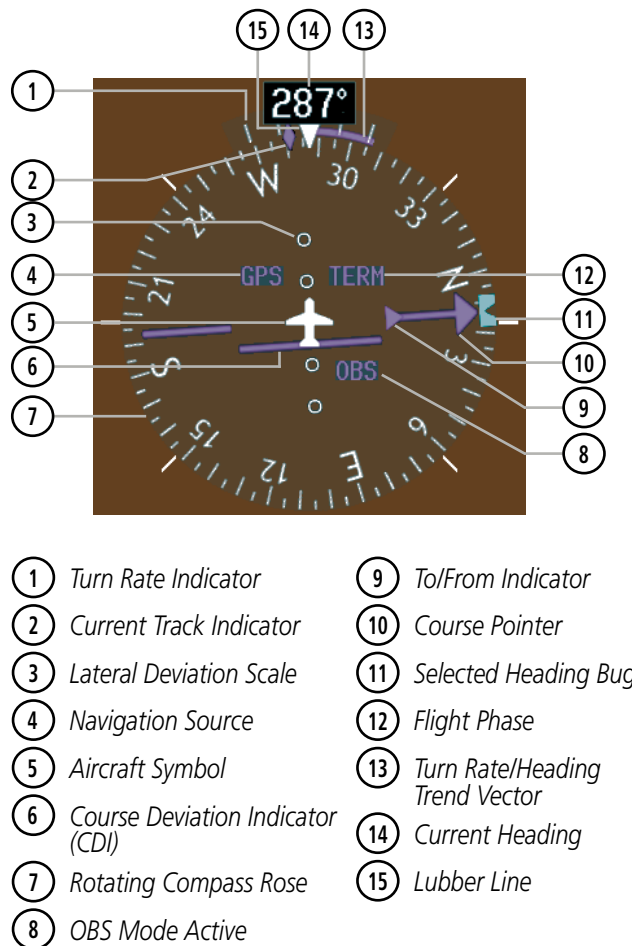 15 14 13
1
287°
2
W 30
24 33
3
4 GPS TERM 12
21 N
5 11
6 S 3 10
OBS
7 9
15 12 E 6
8
1 Turn Rate Indicator
2 Current Track Indicator
3 Lateral Deviation Scale
4 Navigation Source
5 Aircraft Symbol
6 Course Deviation Indicator
(CDI)
7 Rotating Compass Rose
8 OBS Mode Active
9 To/From Indicator
10 Course Pointer
11 Selected Heading Bug
12 Flight Phase
13 Turn Rate/Heading
Trend Vector
14 Current Heading
15 Lubber Line